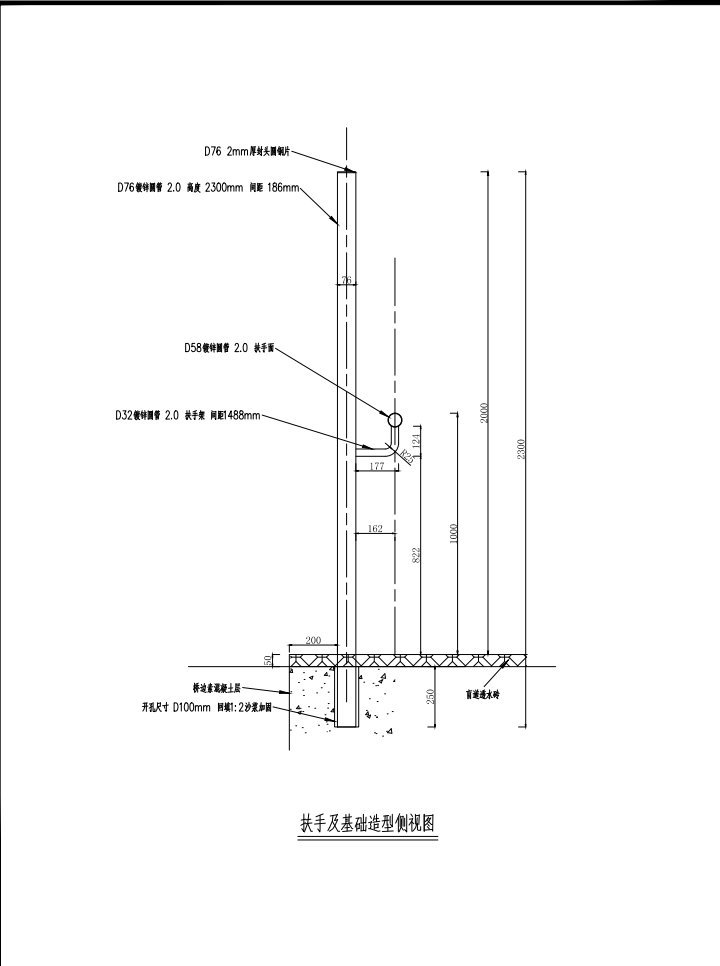 D76 2mm厚封头圆钢片
D76镀锌圆管 2.0 高度 2300mm 间距 186mm
76
D58镀锌圆管 2.0 扶手面
D32镀锌圆管 2.0 扶手架 间距1488mm
124
R25
177
162
822
1000
2000
2300
200
50
250
桥边素混凝土层
开孔尺寸 D100mm 回填1:2沙浆加固
盲道透水砖
扶手及基础造型侧视图